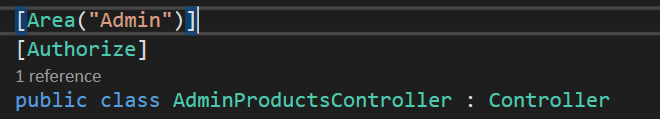 [Area("Admin")]
[Authorize]
1 reference
public class AdminProductsController : Controller